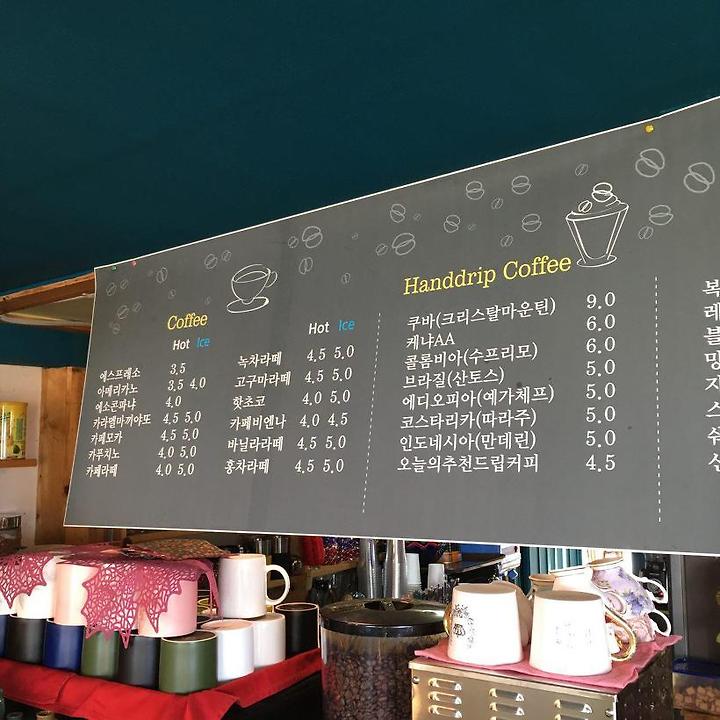 Coffee
Hot Ice
에스프레소 3.5
아메리카노 3.5 4.0
에소콘파냐 4.0
카라멜마끼야또 4.5 5.0
카페모카 4.5 5.0
카푸치노 4.0 5.0
카페라떼 4.0 5.0
Hot Ice
녹차라떼 4.5 5.0
고구마라떼 4.5 5.0
핫초코 4.0 5.0
카페비엔나 4.0 4.5
바닐라라떼 4.5 5.0
홍차라떼 4.5 5.0
Handdrip Coffee
쿠바(크리스탈마운틴) 9.0
케냐AA 6.0
콜롬비아(수프리모) 6.0
브라질(산토스) 5.0
에디오피아(예가체프) 5.0
코스타리카(따라주) 5.0
인도네시아(만데린) 5.0
오늘의추천드립커피 4.5
복
레
블
망
자
스
슈
신